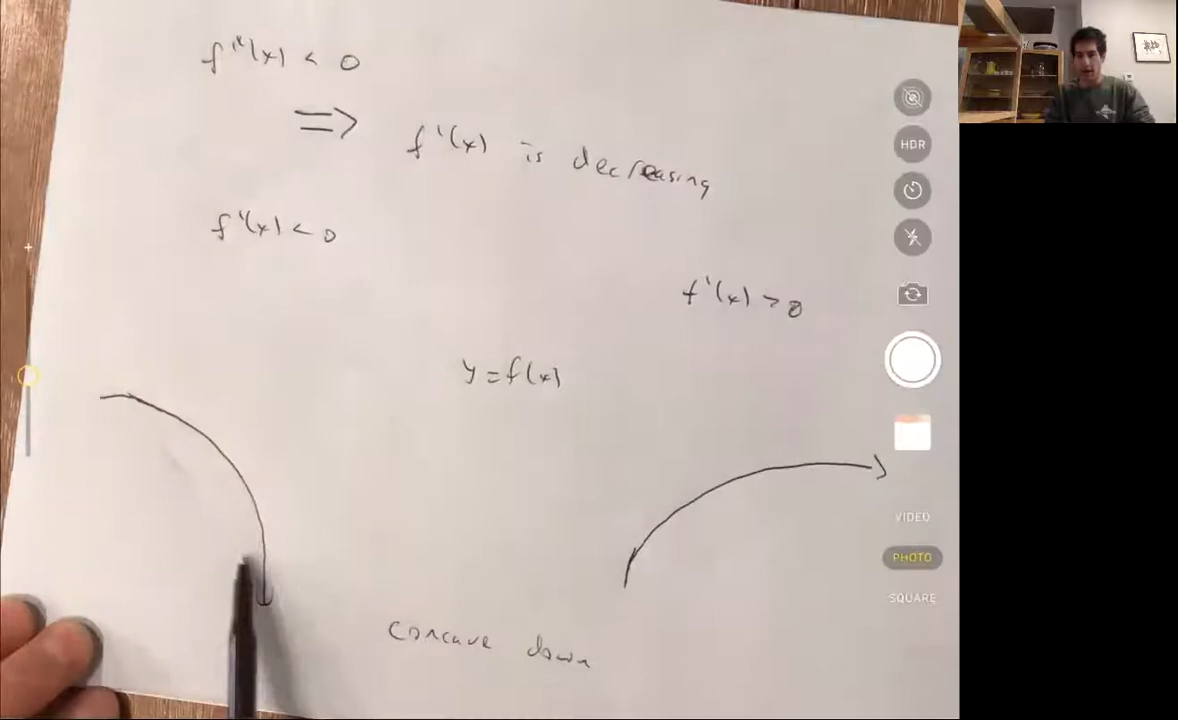 f''(x) < 0
⇒ f'(x) is decreasing
f'(x) < 0
f'(x) > 0
y = f(x)
concave down
HDR
VIDEO
PHOTO
SQUARE